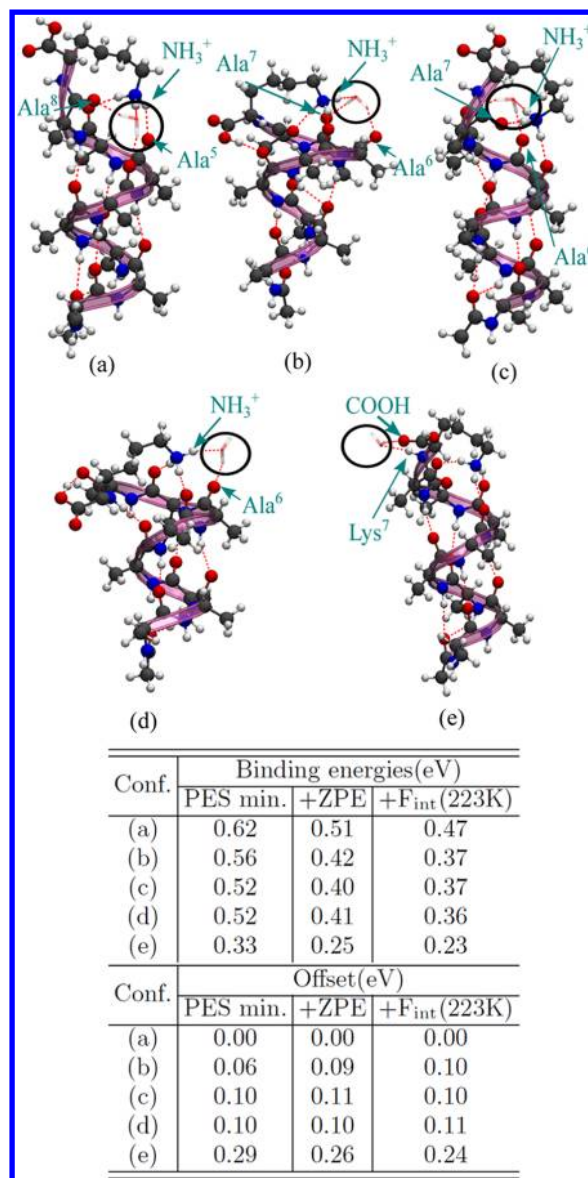 NH₃⁺
Ala⁸
Ala⁵
(a)
Ala⁷
NH₃⁺
Ala⁶
(b)
Ala⁷
NH₃⁺
(c)
NH₃⁺
Ala⁶
(d)
COOH
Lys⁷
(e)
Conf. Binding energies(eV)
PES min. +ZPE +F_int(223K)
(a) 0.62 0.51 0.47
(b) 0.56 0.42 0.37
(c) 0.52 0.40 0.37
(d) 0.52 0.41 0.36
(e) 0.33 0.25 0.23
Conf. Offset(eV)
PES min. +ZPE +F_int(223K)
(a) 0.00 0.00 0.00
(b) 0.06 0.09 0.10
(c) 0.10 0.11 0.10
(d) 0.10 0.10 0.11
(e) 0.29 0.26 0.24